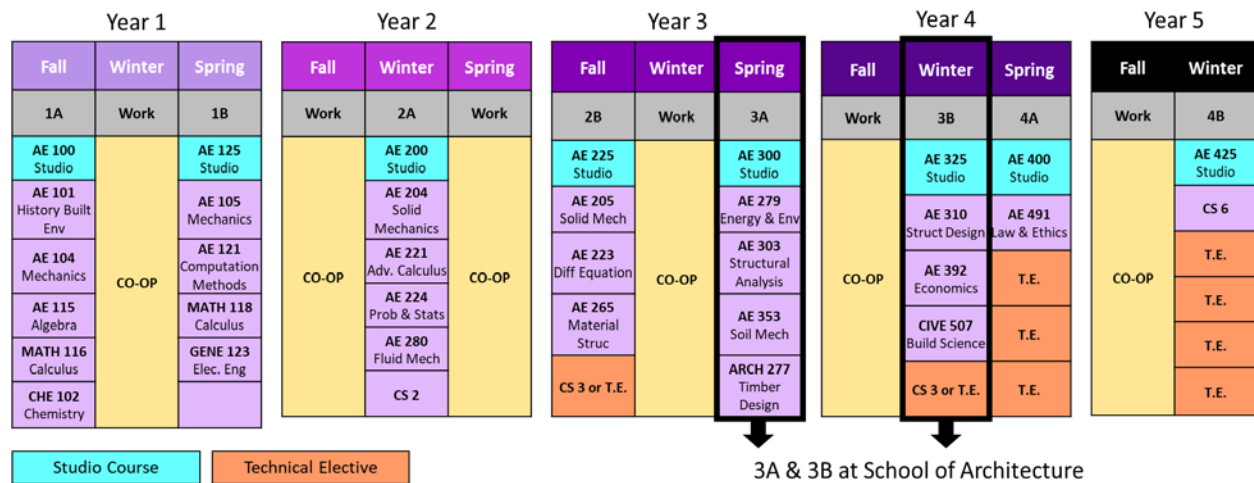 Year 1
Year 2
Year 3
Year 4
Year 5
Fall
Winter
Spring
Fall
Winter
Spring
Fall
Winter
Spring
Fall
Winter
Spring
Fall
Winter
1A
Work
1B
Work
2A
Work
2B
Work
3A
Work
3B
4A
Work
4B
AE 100
Studio
AE 101
History Built
Env
AE 104
Mechanics
AE 115
Algebra
MATH 116
Calculus
CHE 102
Chemistry
CO-OP
AE 125
Studio
AE 105
Mechanics
AE 121
Computation
Methods
MATH 118
Calculus
GENE 123
Elec. Eng
CO-OP
AE 200
Studio
AE 204
Solid
Mechanics
AE 221
Adv. Calculus
AE 224
Prob & Stats
AE 280
Fluid Mech
CS 2
CO-OP
AE 225
Studio
AE 205
Solid Mech
AE 223
Diff Equation
AE 265
Material
Struc
CS 3 or T.E.
CO-OP
AE 300
Studio
AE 279
Energy & Env
AE 303
Structural
Analysis
AE 353
Soil Mech
ARCH 277
Timber
Design
CO-OP
AE 325
Studio
AE 310
Struct Design
AE 392
Economics
CIVE 507
Build Science
CS 3 or T.E.
AE 400
Studio
AE 491
Law & Ethics
T.E.
T.E.
T.E.
CO-OP
AE 425
Studio
CS 6
T.E.
T.E.
T.E.
T.E.
Studio Course
Technical Elective
3A & 3B at School of Architecture